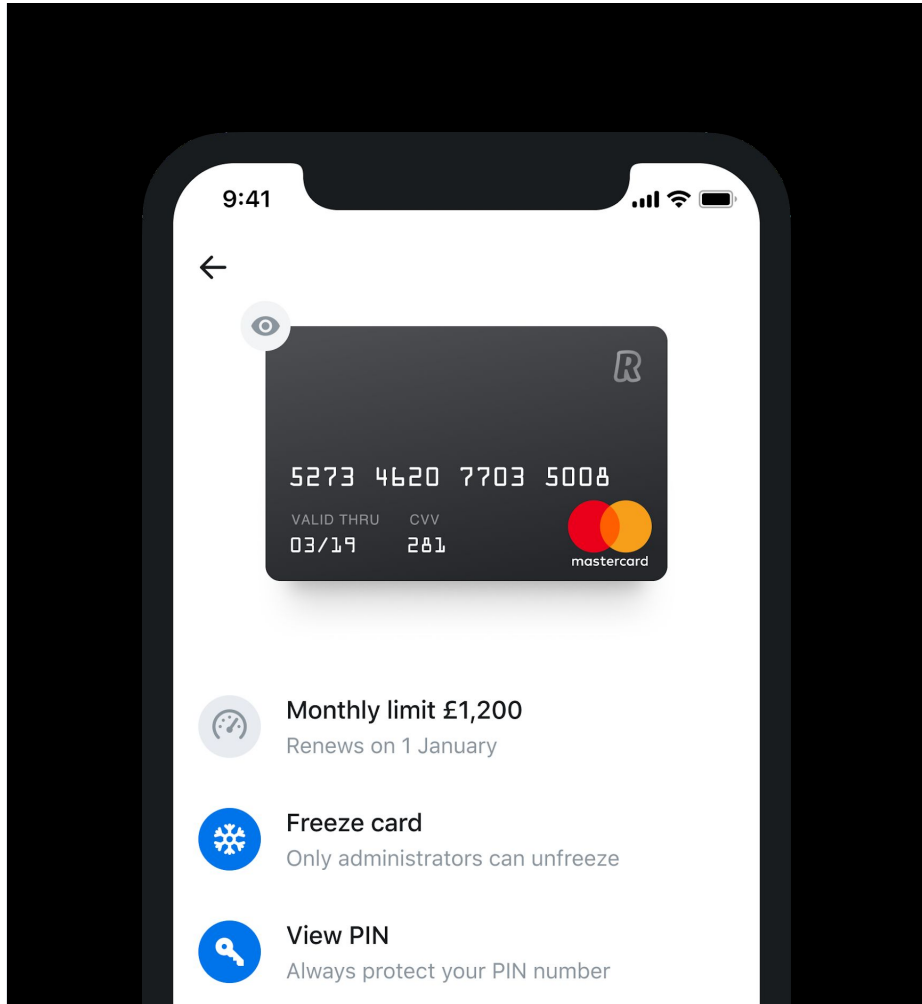 9:41
R
5273 4620 7703 5008
VALID THRU CVV
03/19 281
mastercard
Monthly limit £1,200
Renews on 1 January
Freeze card
Only administrators can unfreeze
View PIN
Always protect your PIN number